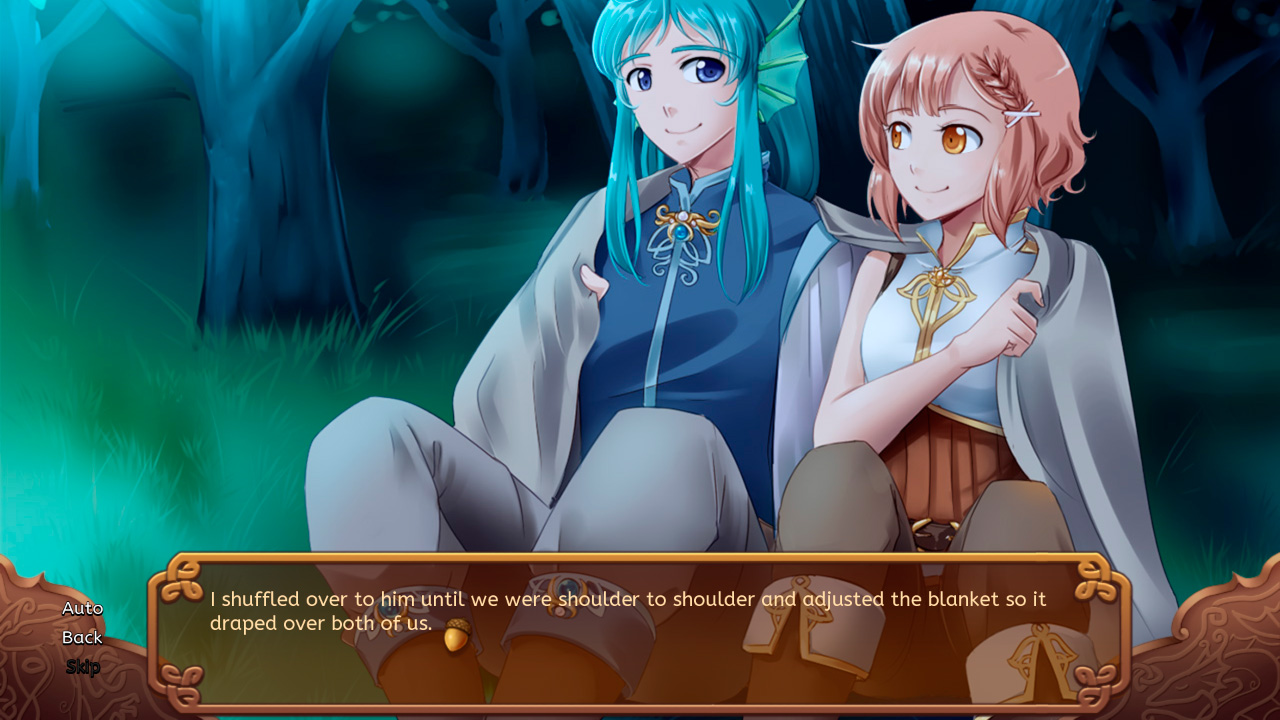 I shuffled over to him until we were shoulder to shoulder and adjusted the blanket so it
draped over both of us.
Auto
Back
Skip